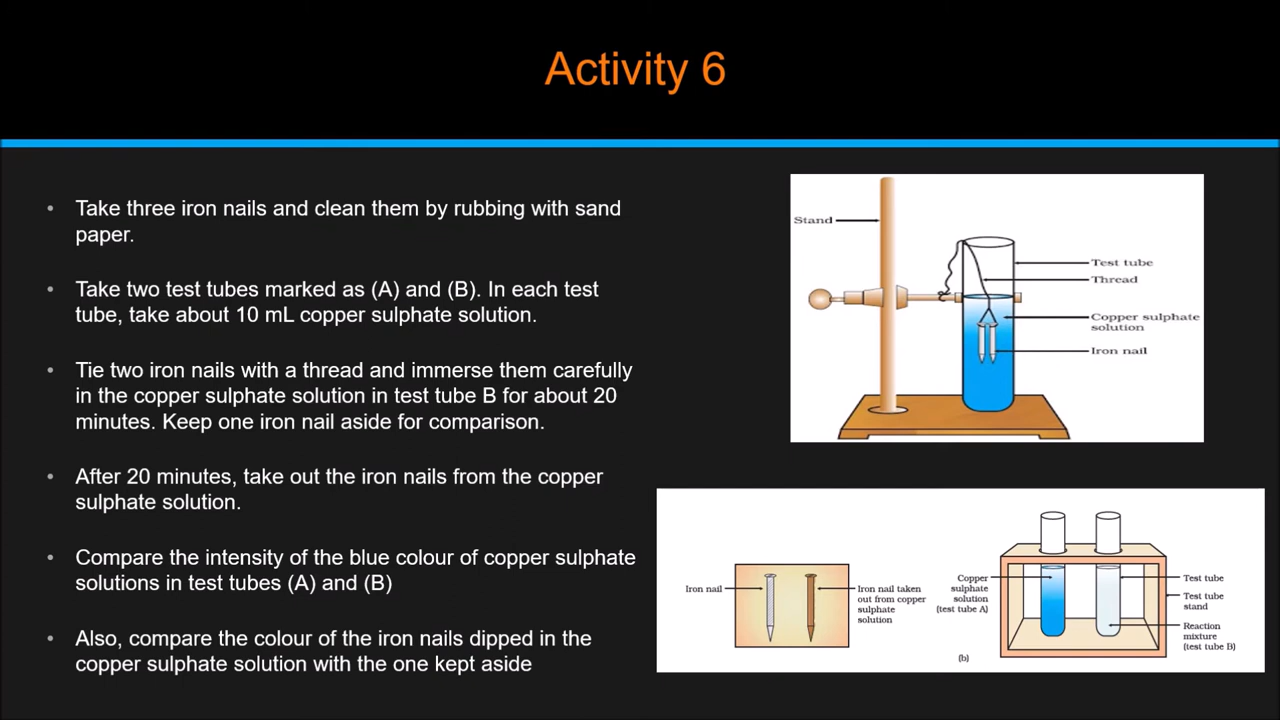 Activity 6
• Take three iron nails and clean them by rubbing with sand
paper.
• Take two test tubes marked as (A) and (B). In each test
tube, take about 10 mL copper sulphate solution.
• Tie two iron nails with a thread and immerse them carefully
in the copper sulphate solution in test tube B for about 20
minutes. Keep one iron nail aside for comparison.
• After 20 minutes, take out the iron nails from the copper
sulphate solution.
• Compare the intensity of the blue colour of copper sulphate
solutions in test tubes (A) and (B)
• Also, compare the colour of the iron nails dipped in the
copper sulphate solution with the one kept aside
Stand
Test tube
Thread
Copper sulphate
solution
Iron nail
Iron nail
Iron nail taken
out from copper
sulphate
solution
Copper
sulphate
solution
(test tube A)
Test tube
Test tube
stand
Reaction
mixture
(test tube B)
(b)